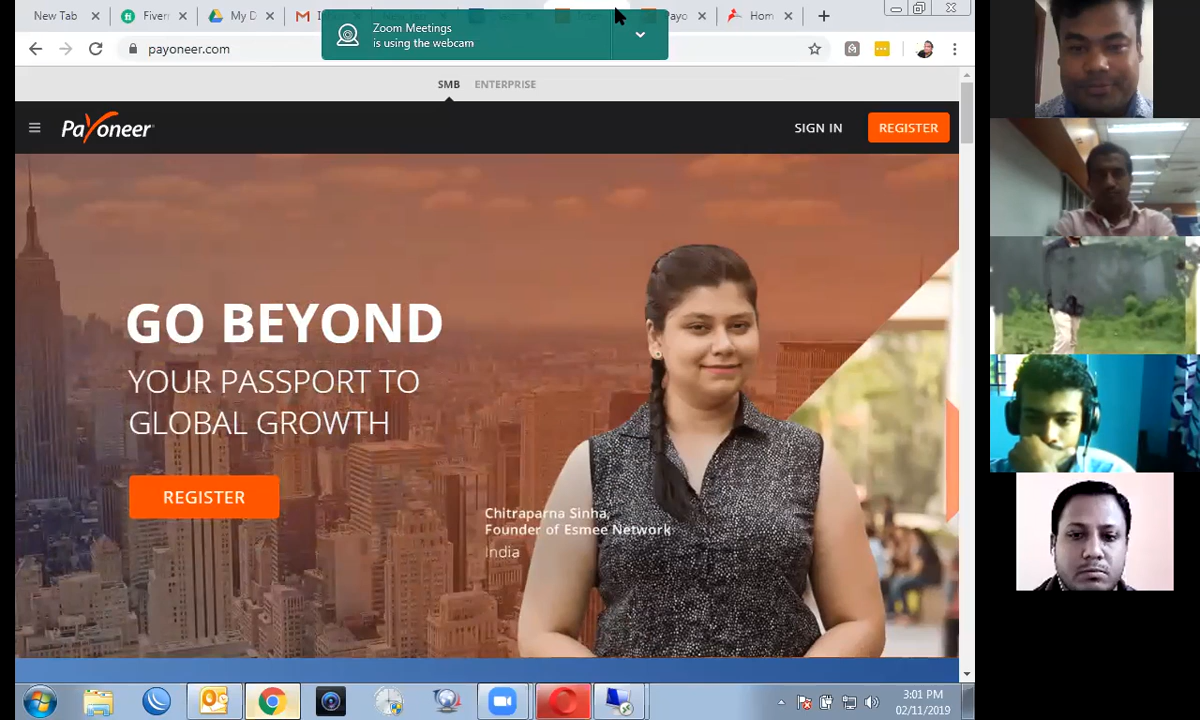 New Tab
Fiverr
My D
Payo
Hom
Zoom Meetings
is using the webcam
payoneer.com
SMB
ENTERPRISE
Payoneer
SIGN IN
REGISTER
GO BEYOND
YOUR PASSPORT TO
GLOBAL GROWTH
REGISTER
Chitraparna Sinha,
Founder of Esmee Network
India
3:01 PM
02/11/2019